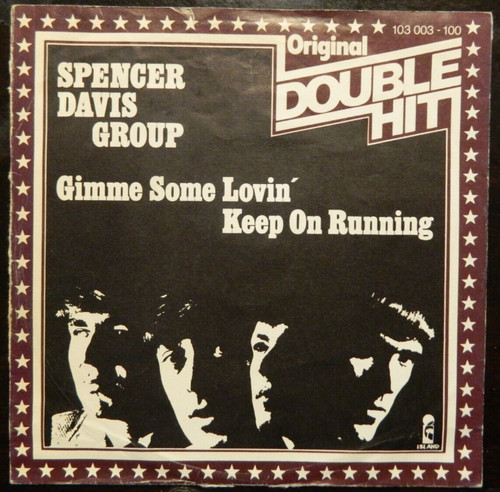 103 003 - 100
Original
DOUBLE
HIT
SPENCER
DAVIS
GROUP
Gimme Some Lovin´
Keep On Running
ISLAND